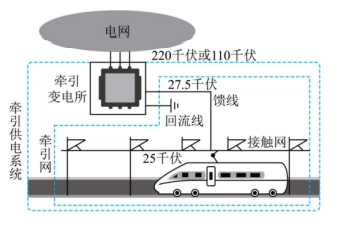 电网
220千伏或110千伏
牵引
变电所
27.5千伏
馈线
回流线
牵引供电系统
牵引网
接触网
25千伏